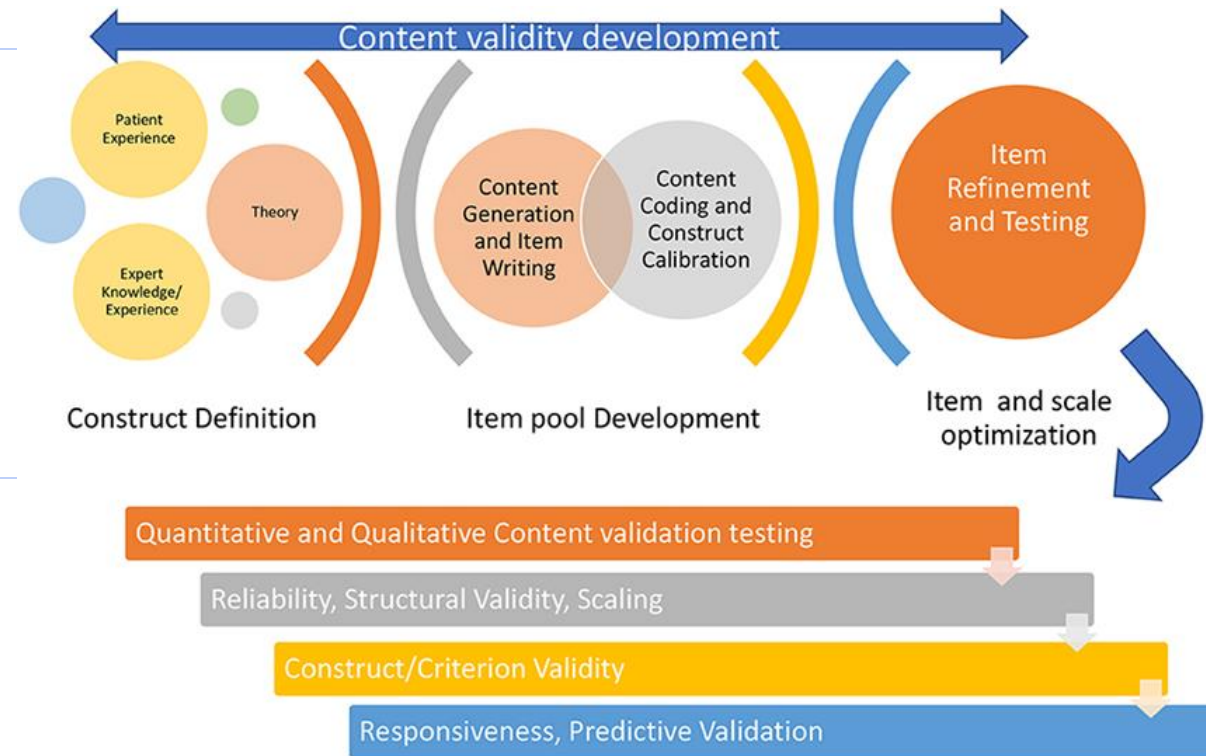 Content validity development
Patient
Experience
Theory
Expert
Knowledge/
Experience
Content
Generation
and Item
Writing
Content
Coding and
Construct
Calibration
Item
Refinement
and Testing
Construct Definition
Item pool Development
Item and scale
optimization
Quantitative and Qualitative Content validation testing
Reliability, Structural Validity, Scaling
Construct/Criterion Validity
Responsiveness, Predictive Validation